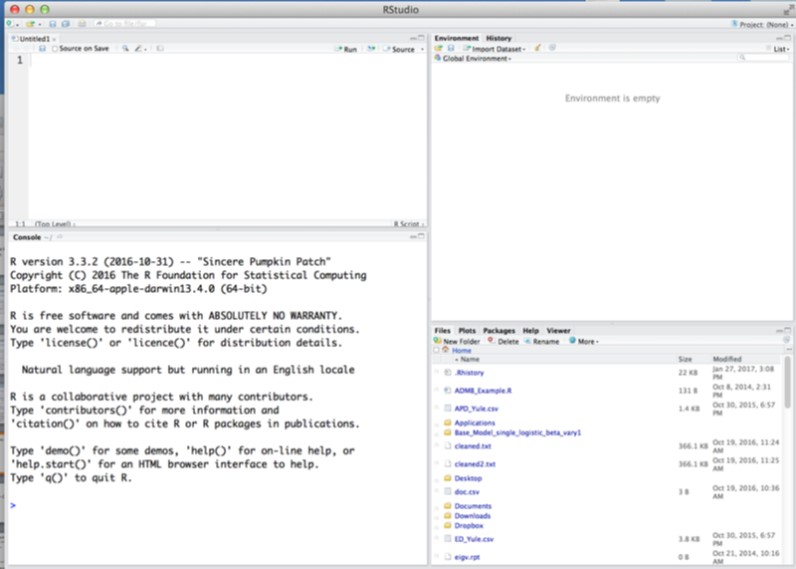 RStudio
Go to file/function
Project: (None)
Untitled1
Source on Save
Run
Source
1
1:1 (Top Level) R Script
Console ~/
R version 3.3.2 (2016-10-31) -- "Sincere Pumpkin Patch"
Copyright (C) 2016 The R Foundation for Statistical Computing
Platform: x86_64-apple-darwin13.4.0 (64-bit)
R is free software and comes with ABSOLUTELY NO WARRANTY.
You are welcome to redistribute it under certain conditions.
Type 'license()' or 'licence()' for distribution details.
Natural language support but running in an English locale
R is a collaborative project with many contributors.
Type 'contributors()' for more information and
'citation()' on how to cite R or R packages in publications.
Type 'demo()' for some demos, 'help()' for on-line help, or
'help.start()' for an HTML browser interface to help.
Type 'q()' to quit R.
>
Environment History
Import Dataset List
Global Environment
Environment is empty
Files Plots Packages Help Viewer
New Folder Delete Rename More
Home
Name Size Modified
.Rhistory 22 KB Jan 27, 2017, 3:08 PM
ADMB_Example.R 131 B Oct 8, 2014, 2:31 PM
APD_Yule.csv 1.4 KB Oct 30, 2015, 6:57 PM
Applications
Base_Model_single_logistic_beta_vary1
cleaned.txt 366.1 KB Oct 19, 2016, 11:24 AM
cleaned2.txt 366.1 KB Oct 19, 2016, 11:25 AM
Desktop
doc.csv 3 B Oct 19, 2016, 10:36 AM
Documents
Downloads
Dropbox
ED_Yule.csv 3.8 KB Oct 30, 2015, 6:57 PM
eigv.rpt 0 B Oct 21, 2014, 10:16 AM